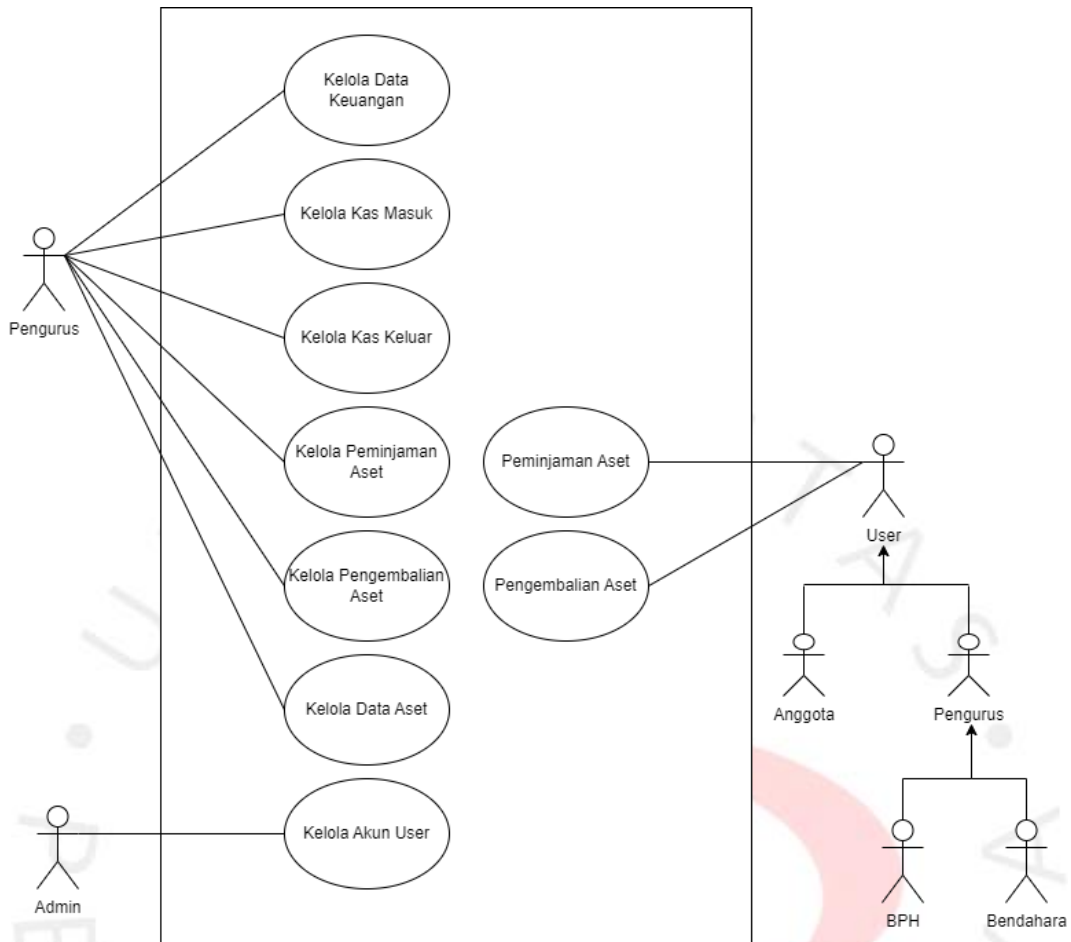 Kelola Data
Keuangan
Kelola Kas Masuk
Pengurus
Kelola Kas Keluar
Kelola Peminjaman
Aset
Peminjaman Aset
User
Kelola Pengembalian
Aset
Pengembalian Aset
Anggota
Pengurus
Kelola Data Aset
Kelola Akun User
Admin
BPH
Bendahara